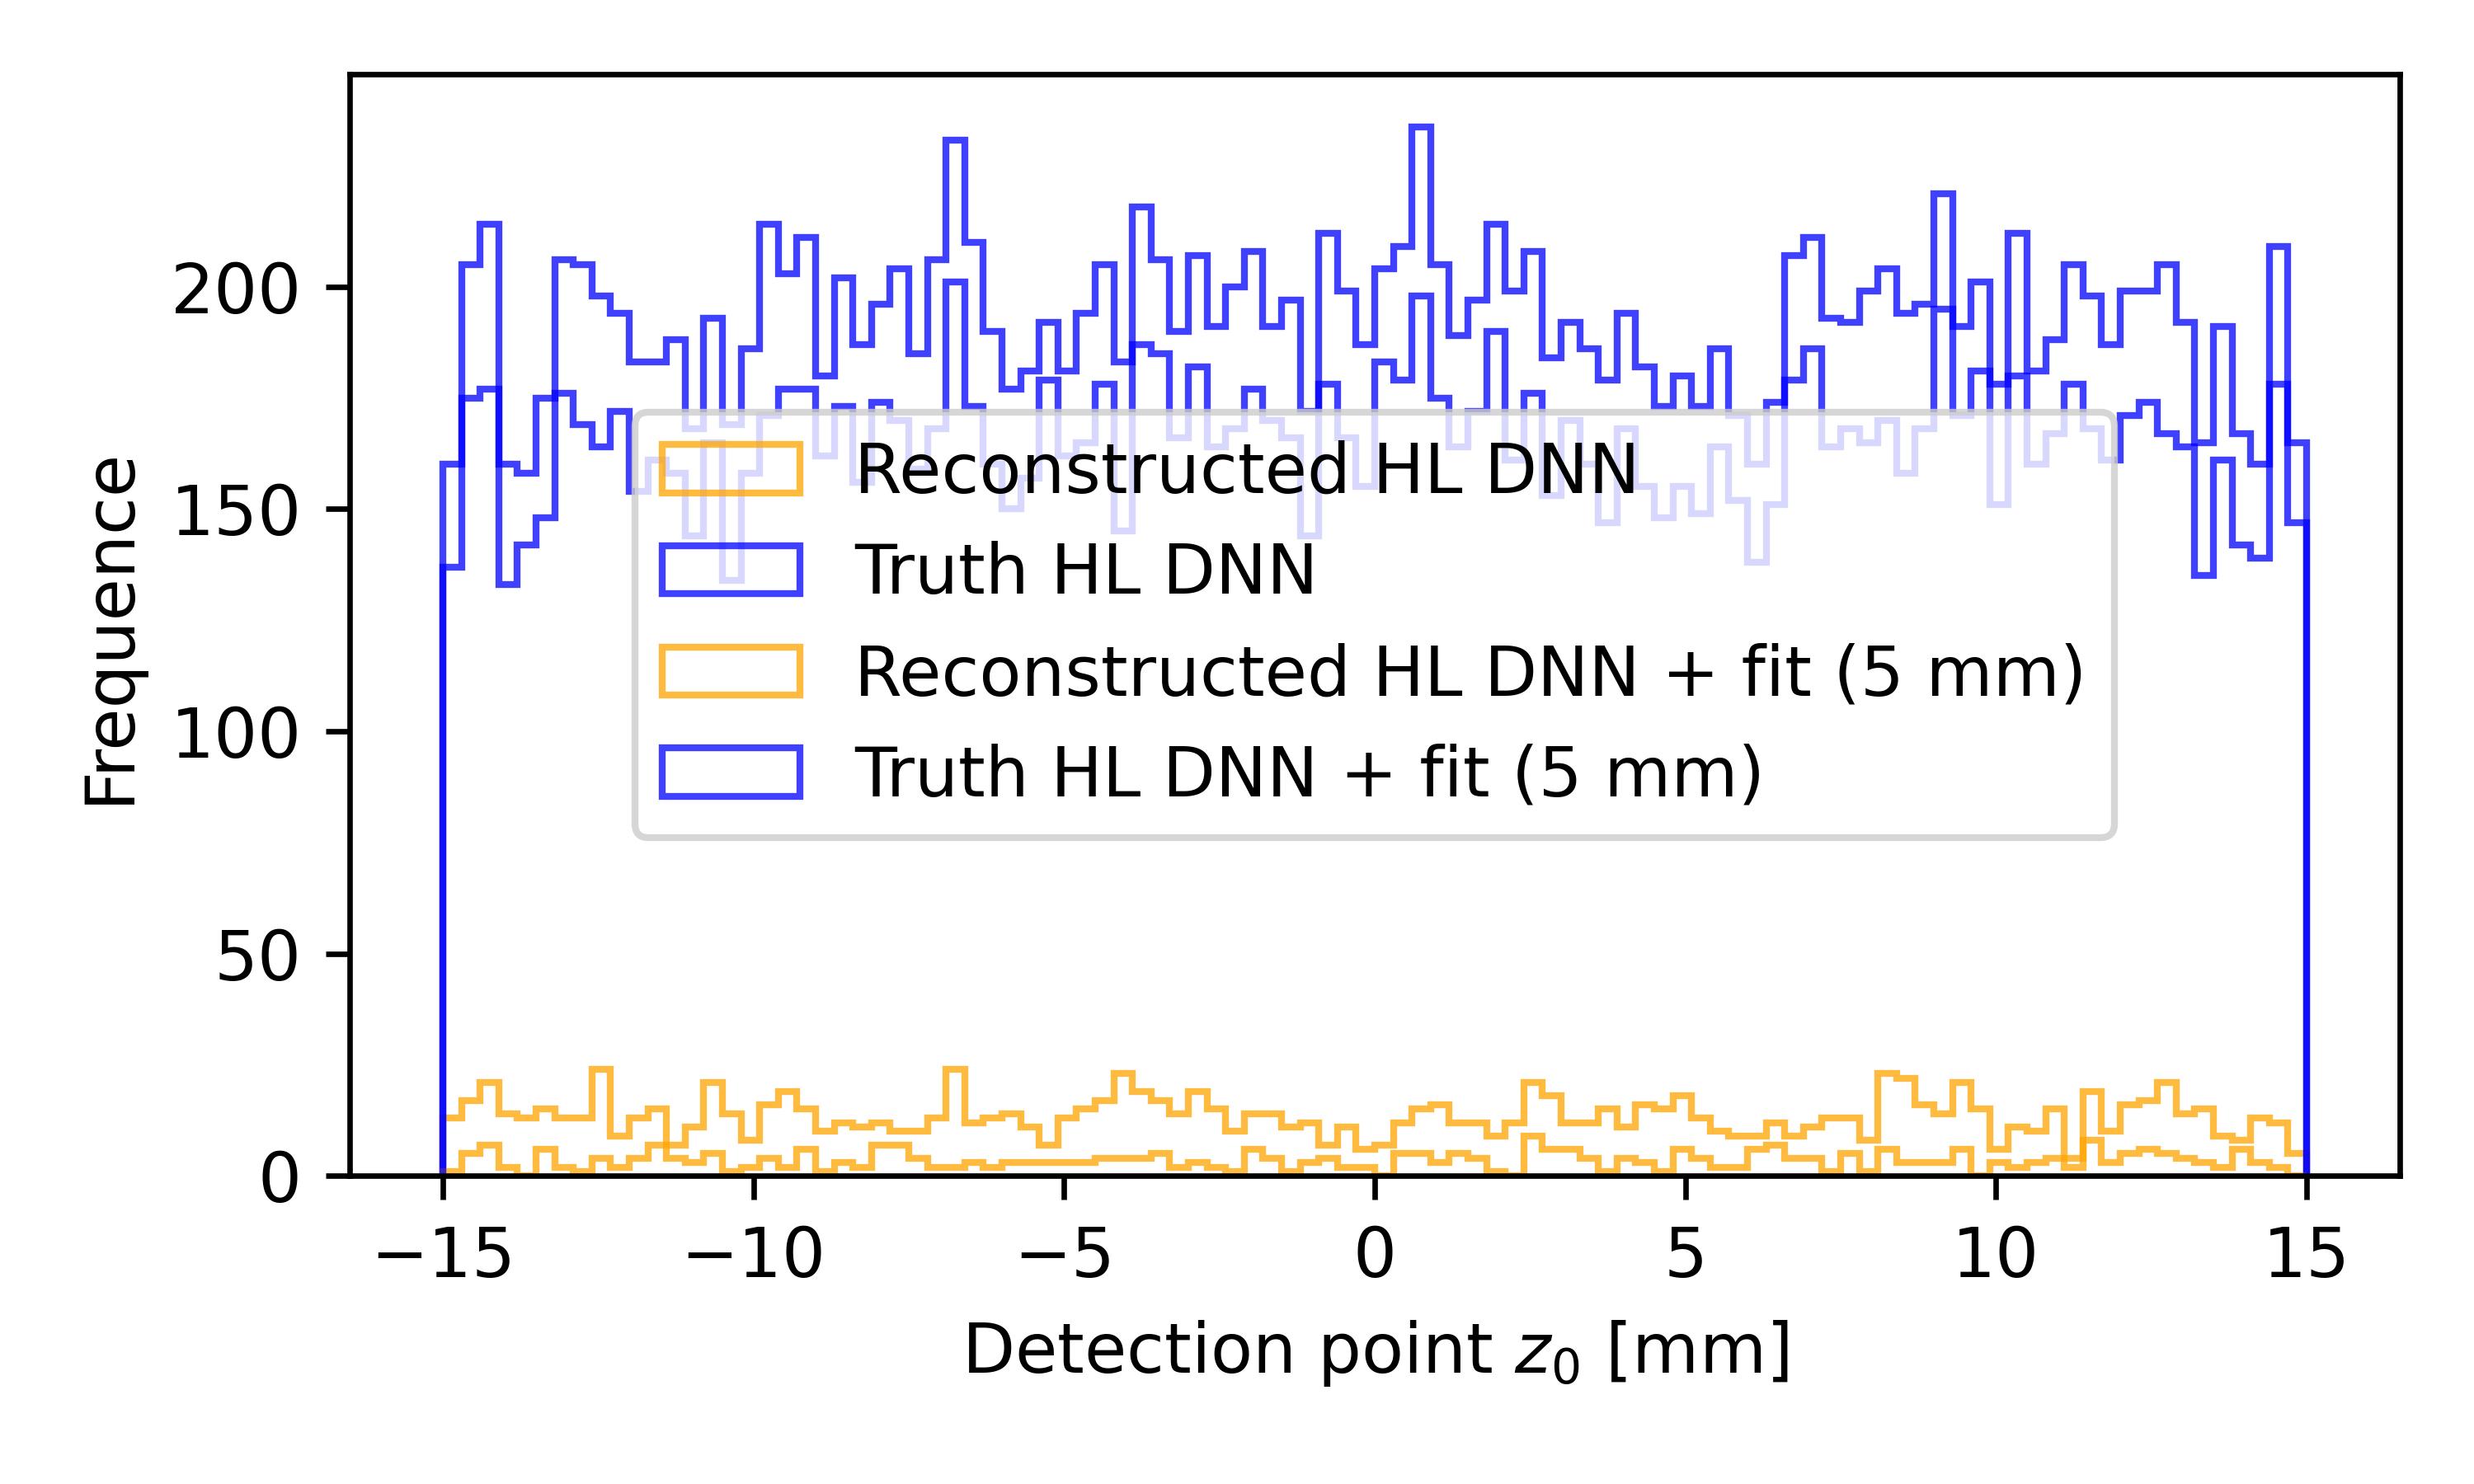 Frequence
200
150
100
50
0
Reconstructed HL DNN
Truth HL DNN
Reconstructed HL DNN + fit (5 mm)
Truth HL DNN + fit (5 mm)
−15 −10 −5 0 5 10 15
Detection point z₀ [mm]